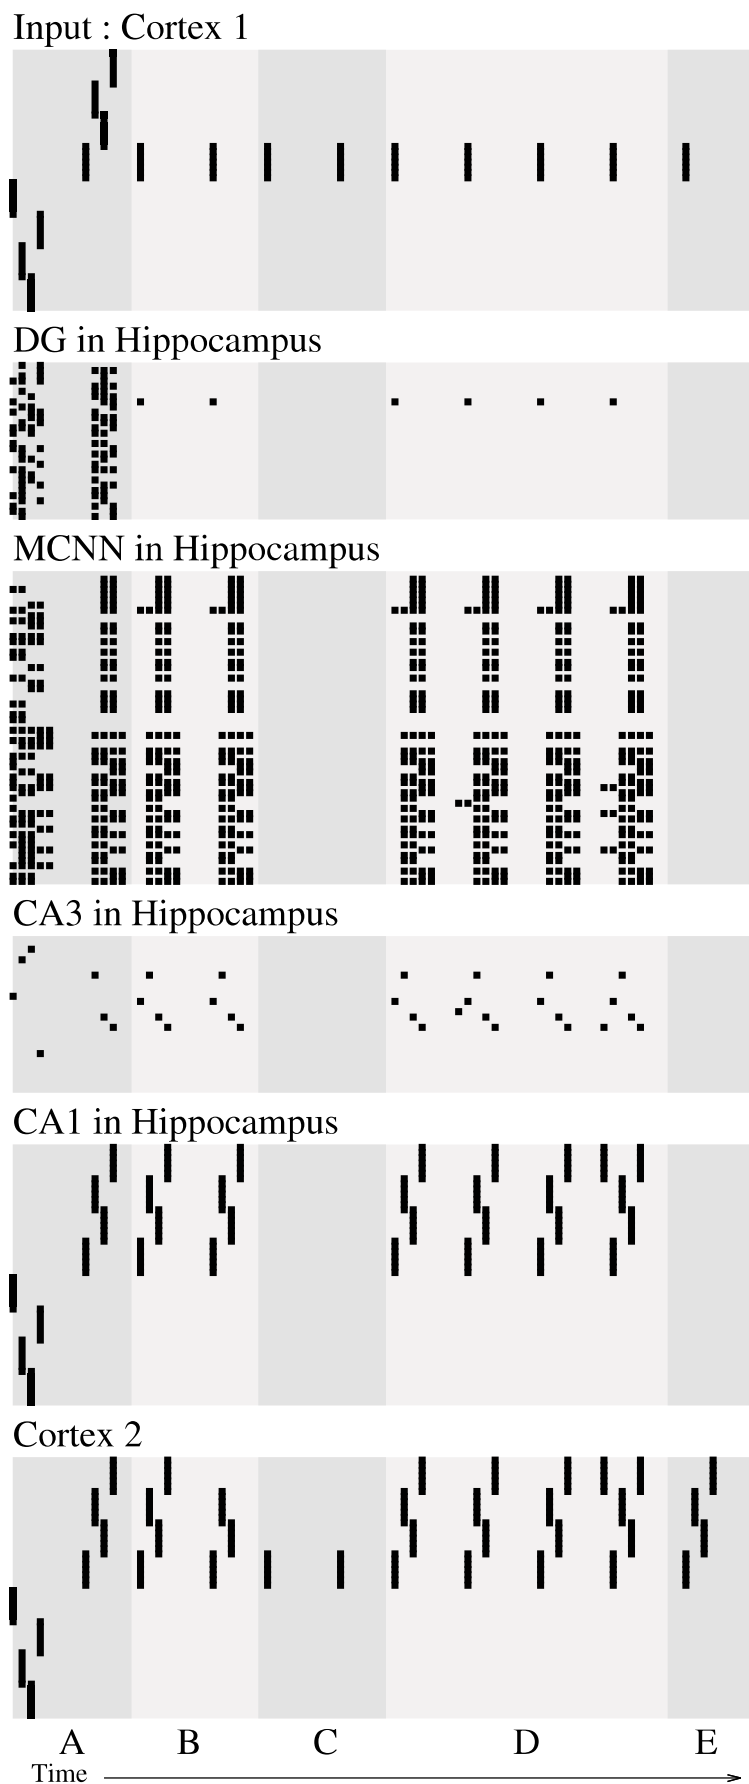 Input : Cortex 1
DG in Hippocampus
MCNN in Hippocampus
CA3 in Hippocampus
CA1 in Hippocampus
Cortex 2
A B C D E
Time